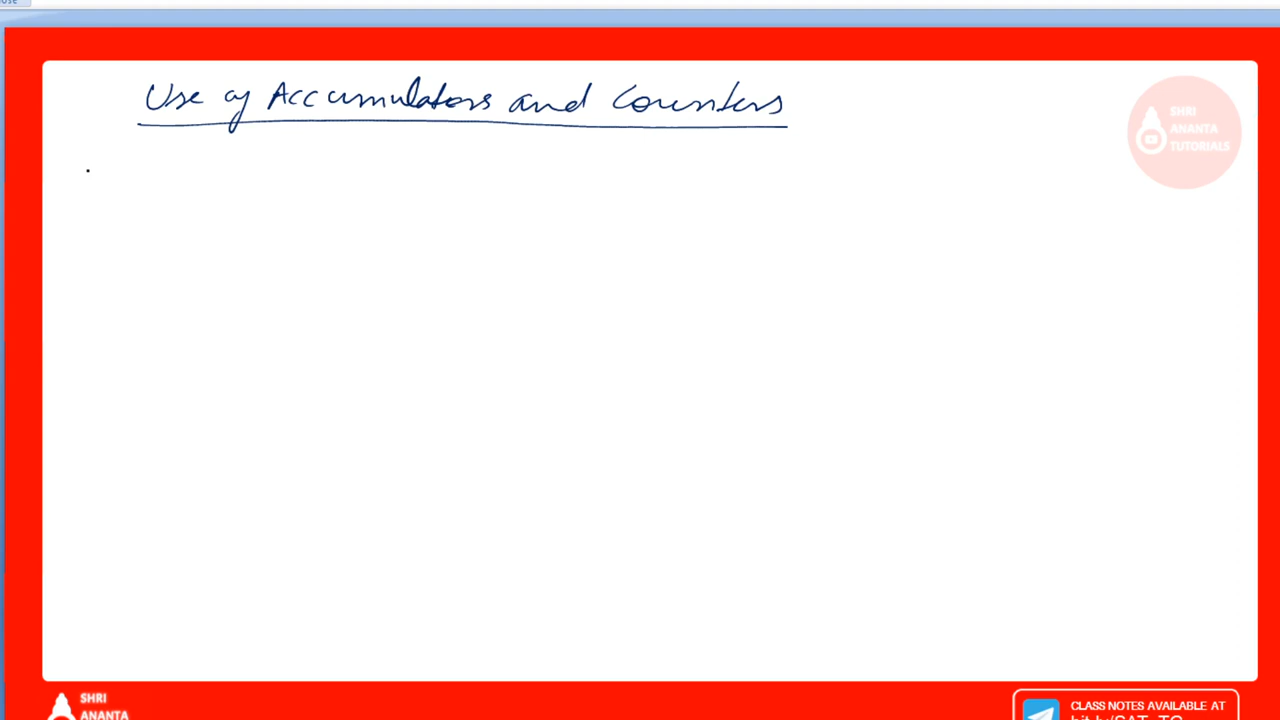 Use of Accumulators and Counters
SHRI
ANANTA
TUTORIALS
SHRI
ANANTA
CLASS NOTES AVAILABLE AT